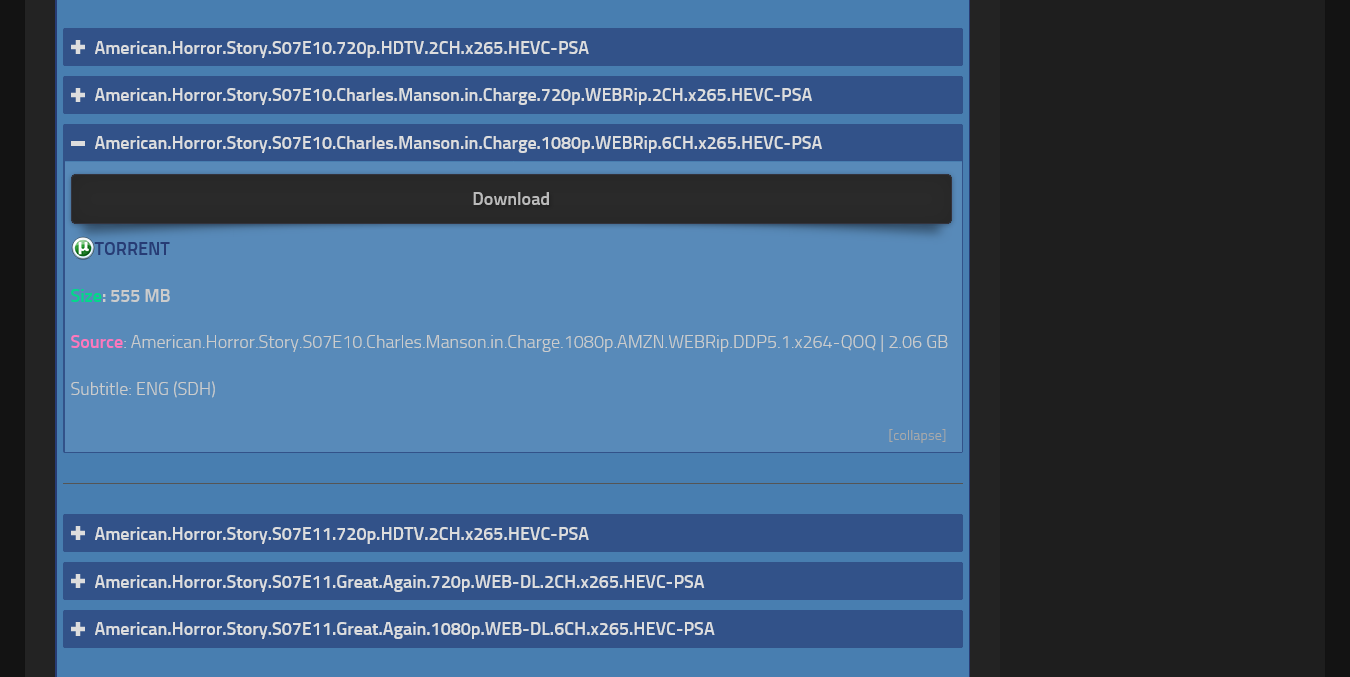 American.Horror.Story.S07E10.720p.HDTV.2CH.x265.HEVC-PSA
American.Horror.Story.S07E10.Charles.Manson.in.Charge.720p.WEBRip.2CH.x265.HEVC-PSA
American.Horror.Story.S07E10.Charles.Manson.in.Charge.1080p.WEBRip.6CH.x265.HEVC-PSA
Download
TORRENT
Size: 555 MB
Source: American.Horror.Story.S07E10.Charles.Manson.in.Charge.1080p.AMZN.WEBRip.DDP5.1.x264-QOQ | 2.06 GB
Subtitle: ENG (SDH)
[collapse]
American.Horror.Story.S07E11.720p.HDTV.2CH.x265.HEVC-PSA
American.Horror.Story.S07E11.Great.Again.720p.WEB-DL.2CH.x265.HEVC-PSA
American.Horror.Story.S07E11.Great.Again.1080p.WEB-DL.6CH.x265.HEVC-PSA